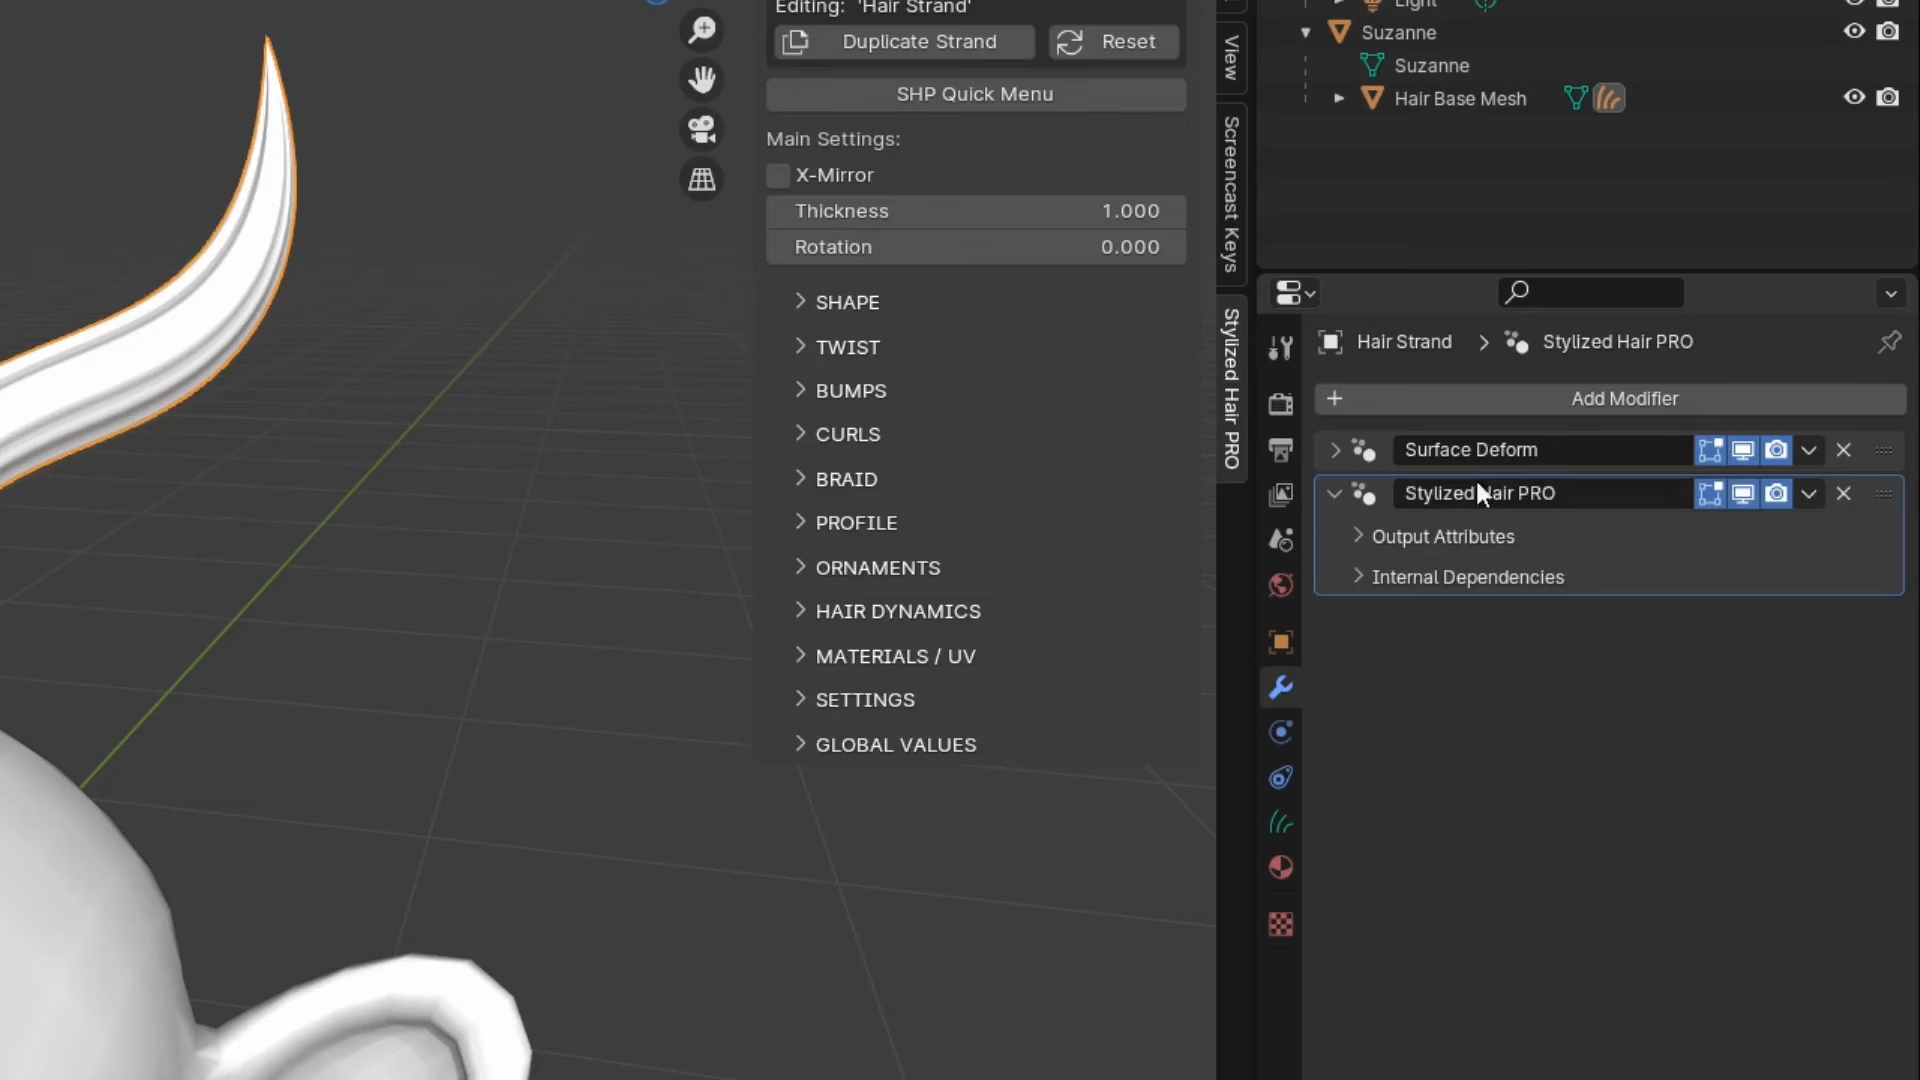 Editing: 'Hair Strand'
Duplicate Strand
Reset
SHP Quick Menu
Main Settings:
X-Mirror
Thickness 1.000
Rotation 0.000
SHAPE
TWIST
BUMPS
CURLS
BRAID
PROFILE
ORNAMENTS
HAIR DYNAMICS
MATERIALS / UV
SETTINGS
GLOBAL VALUES
View
Screencast Keys
Stylized Hair PRO
Light
Suzanne
Suzanne
Hair Base Mesh
Hair Strand
Stylized Hair PRO
Add Modifier
Surface Deform
Stylized Hair PRO
Output Attributes
Internal Dependencies